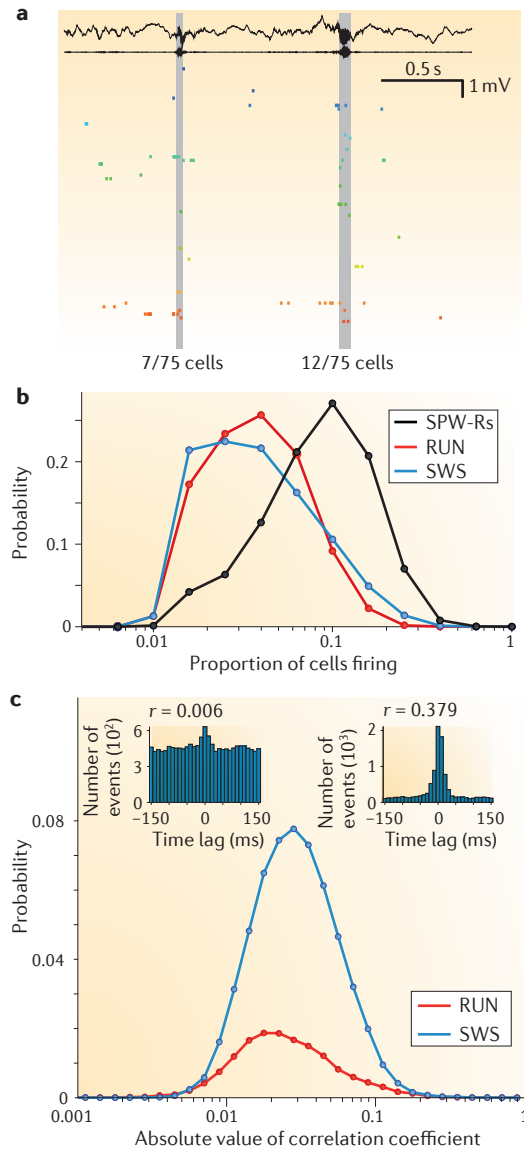 a
0.5 s
1 mV
7/75 cells
12/75 cells
b
SPW-Rs
RUN
SWS
Probability
0.2
0.1
0
0.01
0.1
1
Proportion of cells firing
c
r = 0.006
r = 0.379
Number of
events (10²)
6
3
0
–150
0
150
Time lag (ms)
Number of
events (10³)
2
1
0
–150
0
150
Time lag (ms)
Probability
0.08
0.04
0
RUN
SWS
0.001
0.01
0.1
1
Absolute value of correlation coefficient